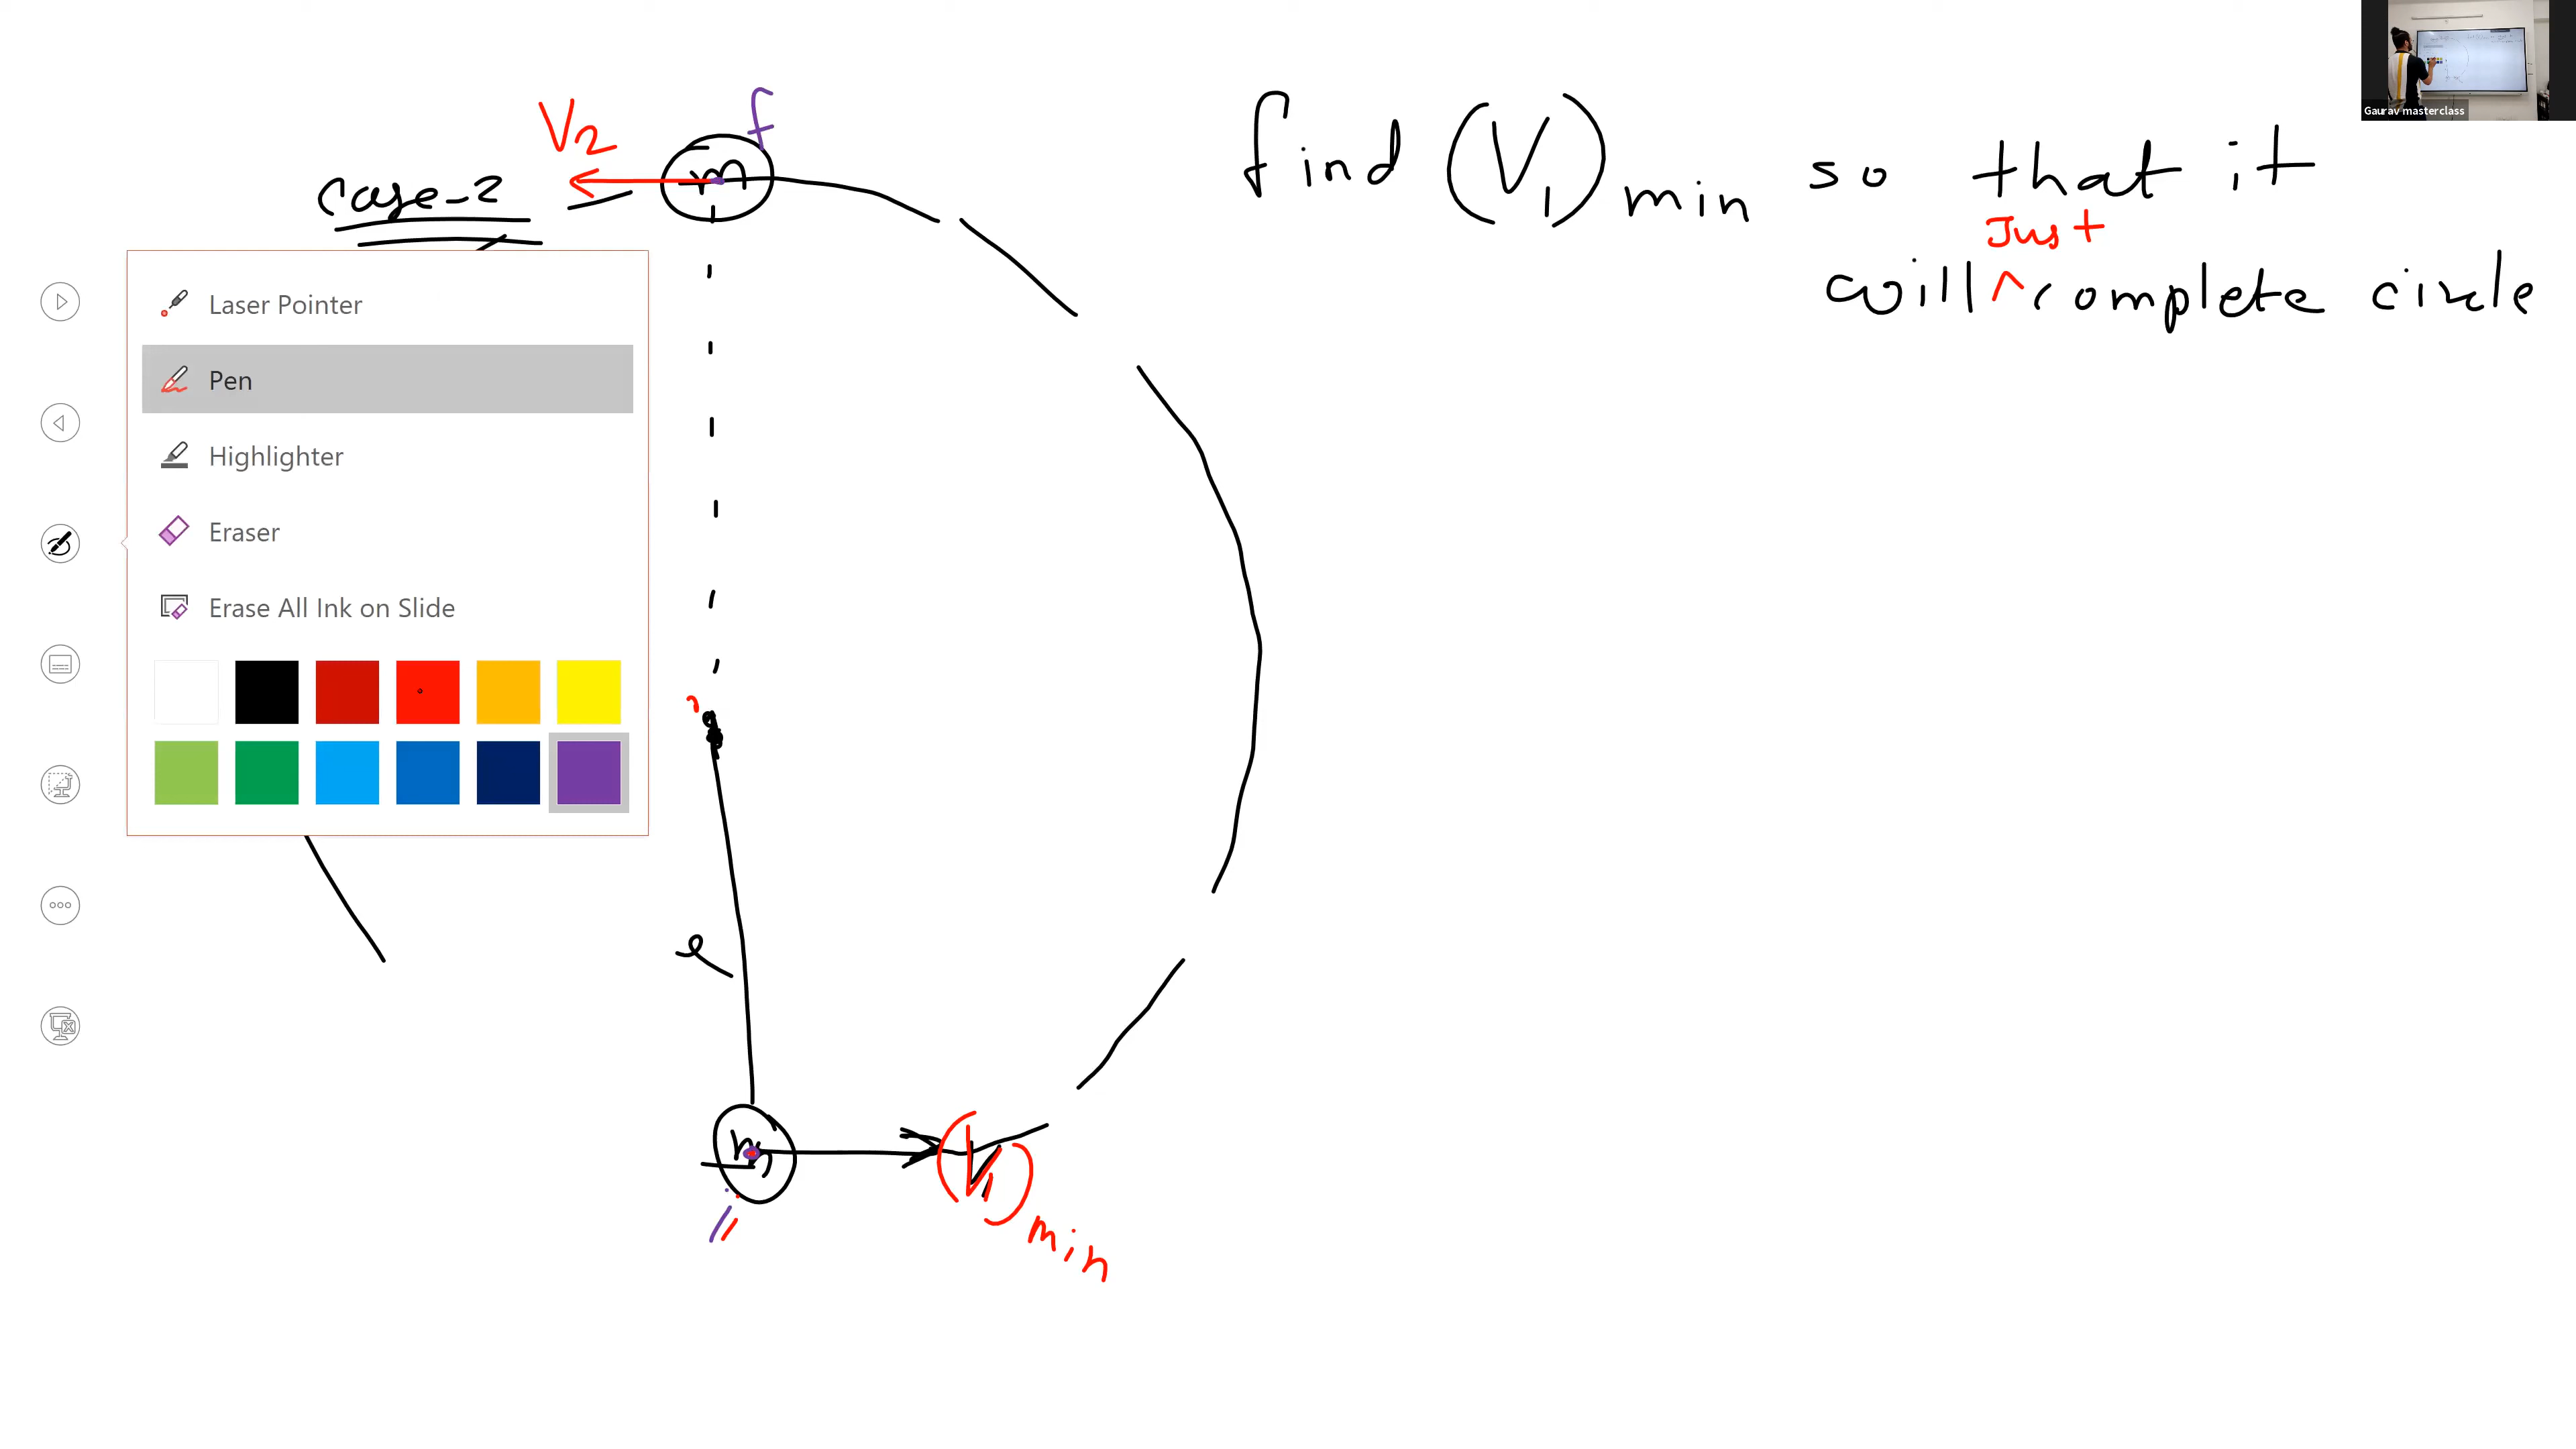 Gaurav masterclass
find (V1)min so that it
Just
will ^ complete circle
V2
f
m
case-2
Laser Pointer
Pen
Highlighter
Eraser
Erase All Ink on Slide
l
m
(V1)min
i